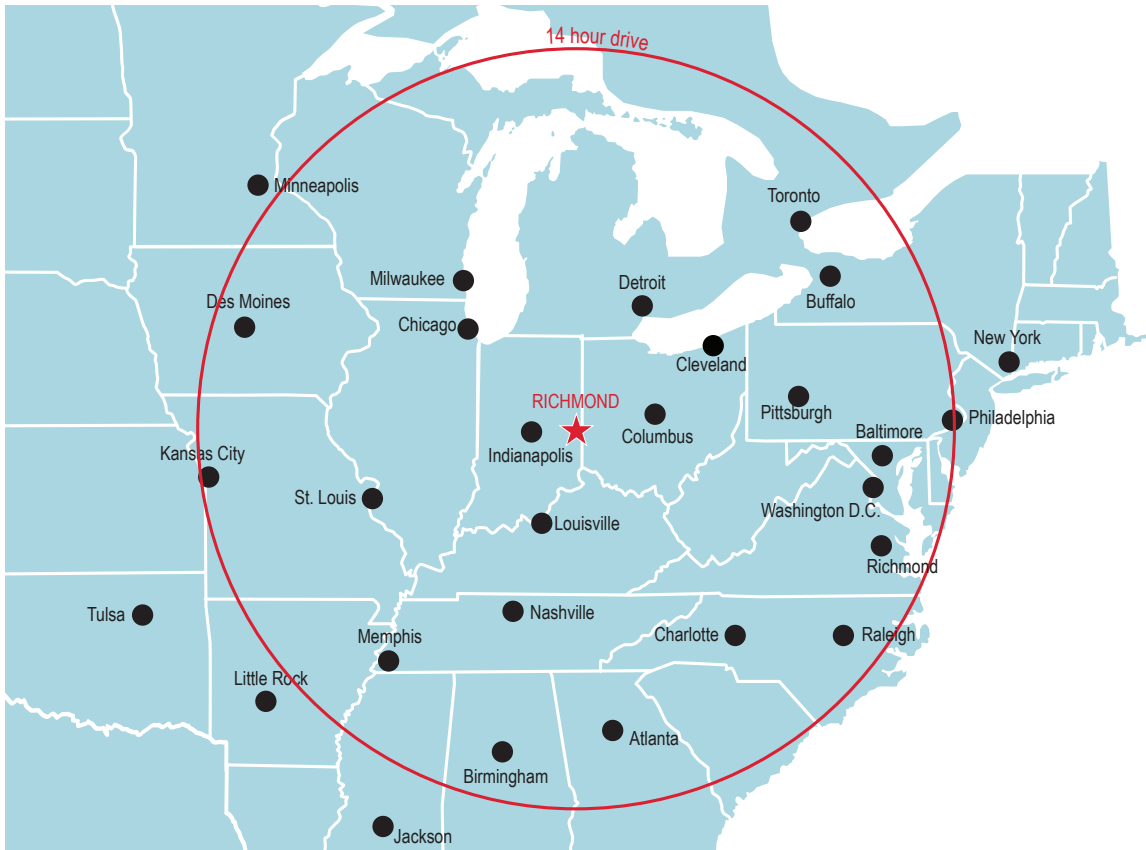 14 hour drive
Minneapolis
Toronto
Milwaukee
Detroit
Buffalo
Des Moines
Chicago
New York
Cleveland
RICHMOND
Pittsburgh
Philadelphia
Columbus
Baltimore
Indianapolis
Kansas City
St. Louis
Washington D.C.
Louisville
Richmond
Tulsa
Nashville
Memphis
Charlotte
Raleigh
Little Rock
Atlanta
Birmingham
Jackson